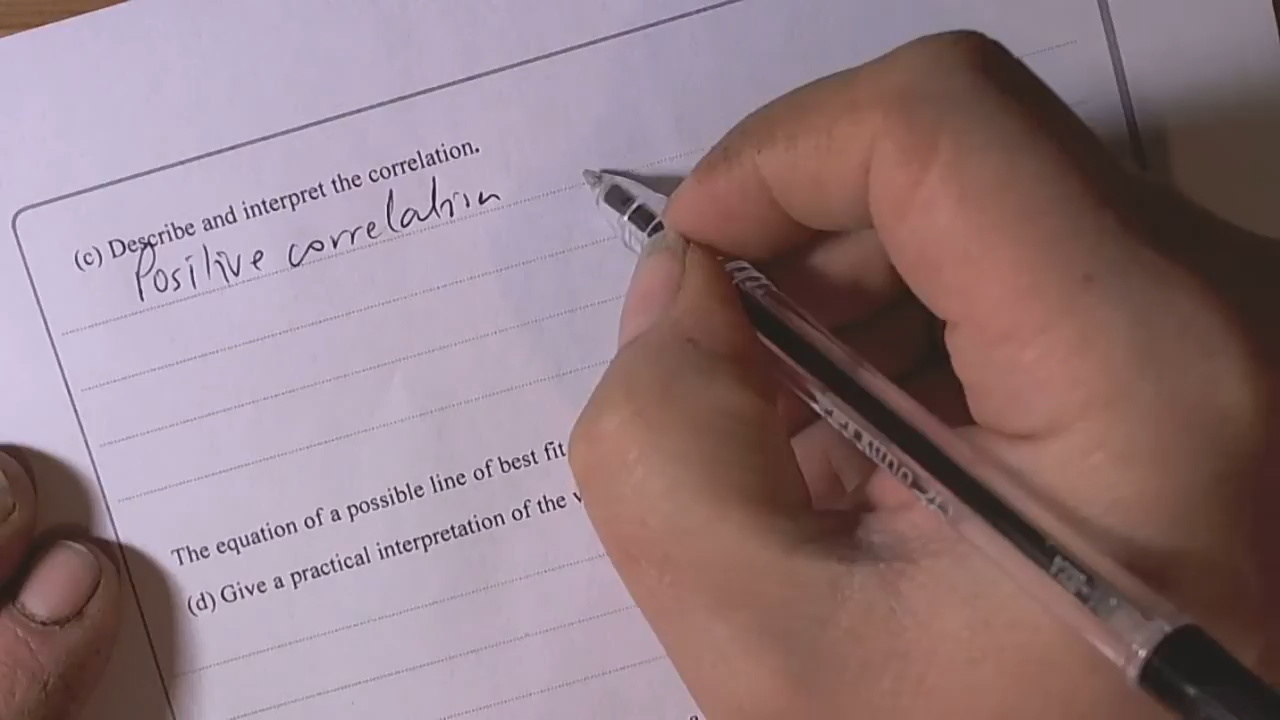 (c) Describe and interpret the correlation.
Positive correlation
The equation of a possible line of best fit
(d) Give a practical interpretation of the